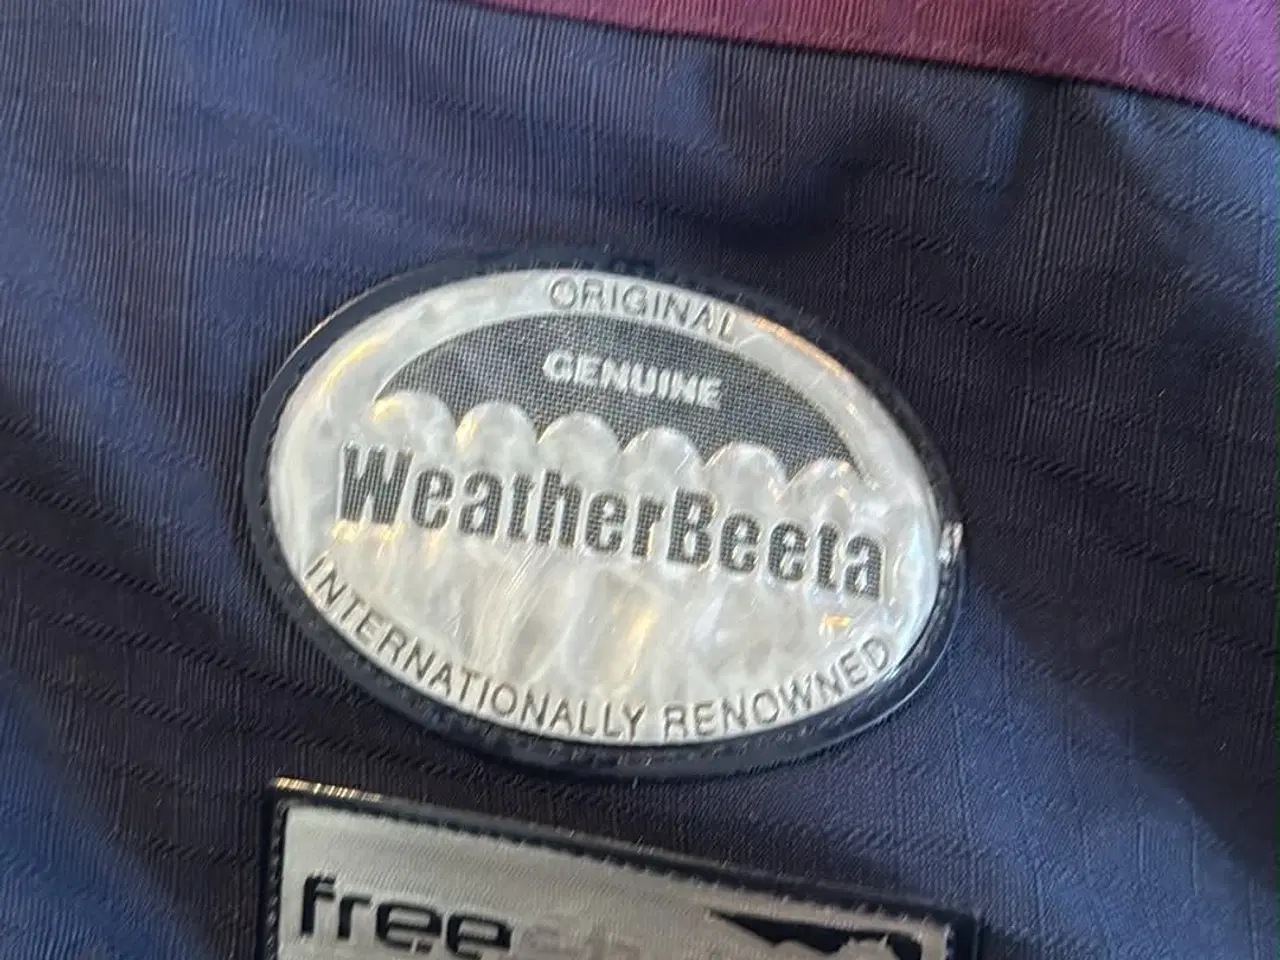 ORIGINAL
GENUINE
WeatherBeeta
INTERNATIONALLY RENOWNED
free